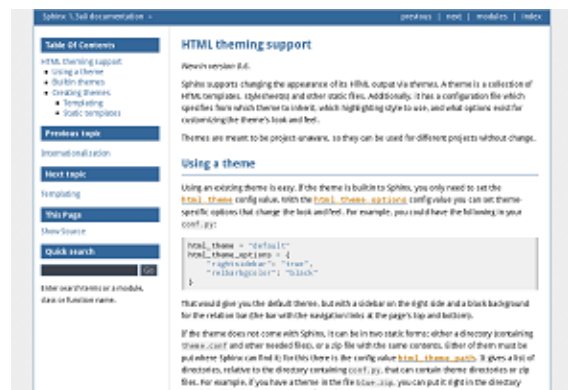 Sphinx 1.3a0 documentation »
previous | next | modules | index
Table Of Contents
HTML theming support
Using a theme
Builtin themes
Creating themes
Templating
Static templates
Previous topic
Internationalization
Next topic
Templating
This Page
Show Source
Quick search
Go
Enter search terms or a module,
class or function name.
HTML theming support
New in version 0.6.
Sphinx supports changing the appearance of its HTML output via themes. A theme is a collection of
HTML templates, stylesheet(s) and other static files. Additionally, it has a configuration file which
specifies from which theme to inherit, which highlighting style to use, and what options exist for
customizing the theme's look and feel.
Themes are meant to be project-unaware, so they can be used for different projects without change.
Using a theme
Using an existing theme is easy. If the theme is builtin to Sphinx, you only need to set the
html_theme config value. With the html_theme_options config value you can set theme-
specific options that change the look and feel. For example, you could have the following in your
conf.py:
html_theme = "default"
html_theme_options = {
"rightsidebar": "true",
"relbarbgcolor": "black"
}
That would give you the default theme, but with a sidebar on the right side and a black background
for the relation bar (the bar with the navigation links at the page's top and bottom).
If the theme does not come with Sphinx, it can be in two static forms: either a directory (containing
theme.conf and other needed files), or a zip file with the same contents. Either of them must be
put where Sphinx can find it; for this there is the config value html_theme_path. It gives a list of
directories, relative to the directory containing conf.py, that can contain theme directories or zip
files. For example, if you have a theme in the file blue.zip, you can put it right in the directory